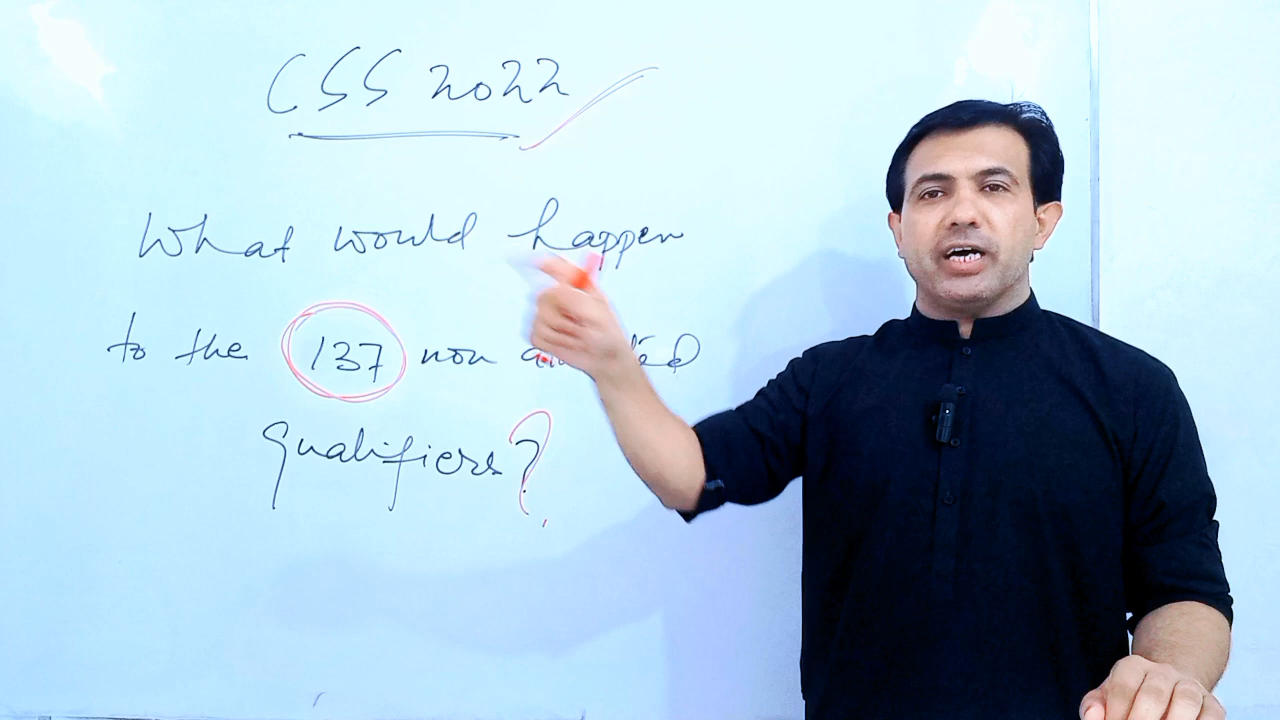 CSS 2022
What would happen
to the 137 non
qualifiers?